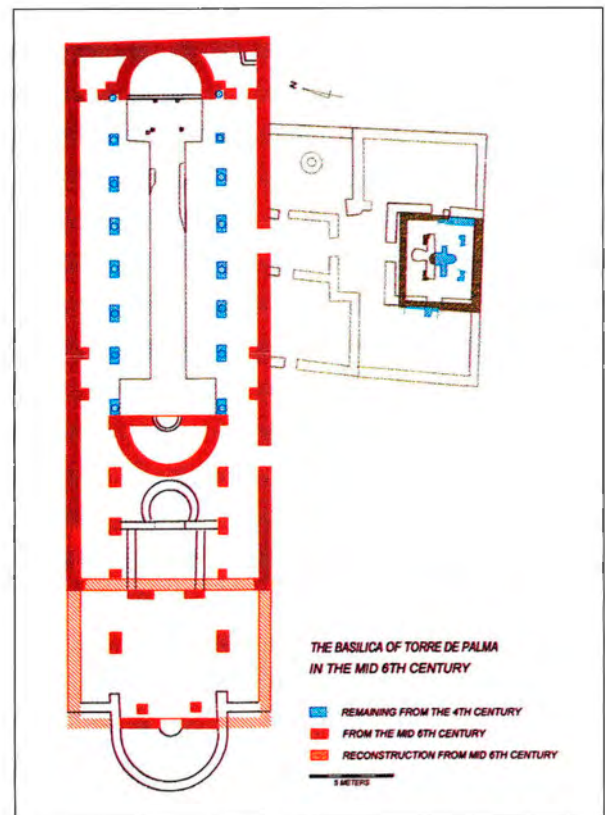 N
THE BASILICA OF TORRE DE PALMA
IN THE MID 6TH CENTURY
REMAINING FROM THE 4TH CENTURY
FROM THE MID 6TH CENTURY
RECONSTRUCTION FROM MID 6TH CENTURY
5 METERS